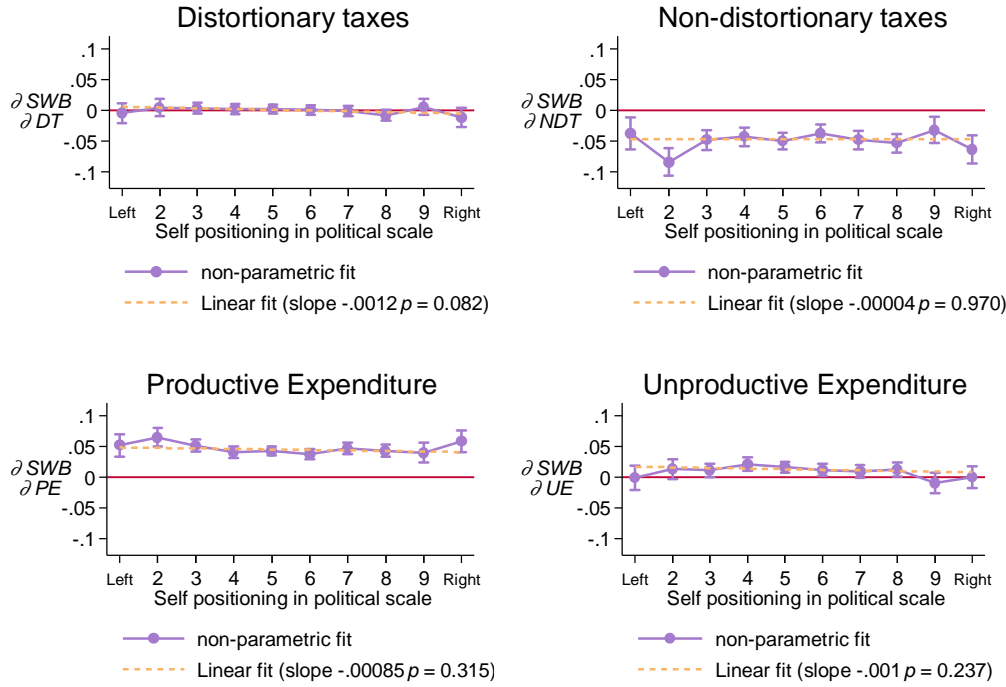 Distortionary taxes
.1
.05
0
-.05
-.1
∂ SWB
∂ DT
Left 2 3 4 5 6 7 8 9 Right
Self positioning in political scale
non-parametric fit
Linear fit (slope -.0012 p = 0.082)
Non-distortionary taxes
.1
.05
0
-.05
-.1
∂ SWB
∂ NDT
Left 2 3 4 5 6 7 8 9 Right
Self positioning in political scale
non-parametric fit
Linear fit (slope -.00004 p = 0.970)
Productive Expenditure
.1
.05
0
-.05
-.1
∂ SWB
∂ PE
Left 2 3 4 5 6 7 8 9 Right
Self positioning in political scale
non-parametric fit
Linear fit (slope -.00085 p = 0.315)
Unproductive Expenditure
.1
.05
0
-.05
-.1
∂ SWB
∂ UE
Left 2 3 4 5 6 7 8 9 Right
Self positioning in political scale
non-parametric fit
Linear fit (slope -.001 p = 0.237)